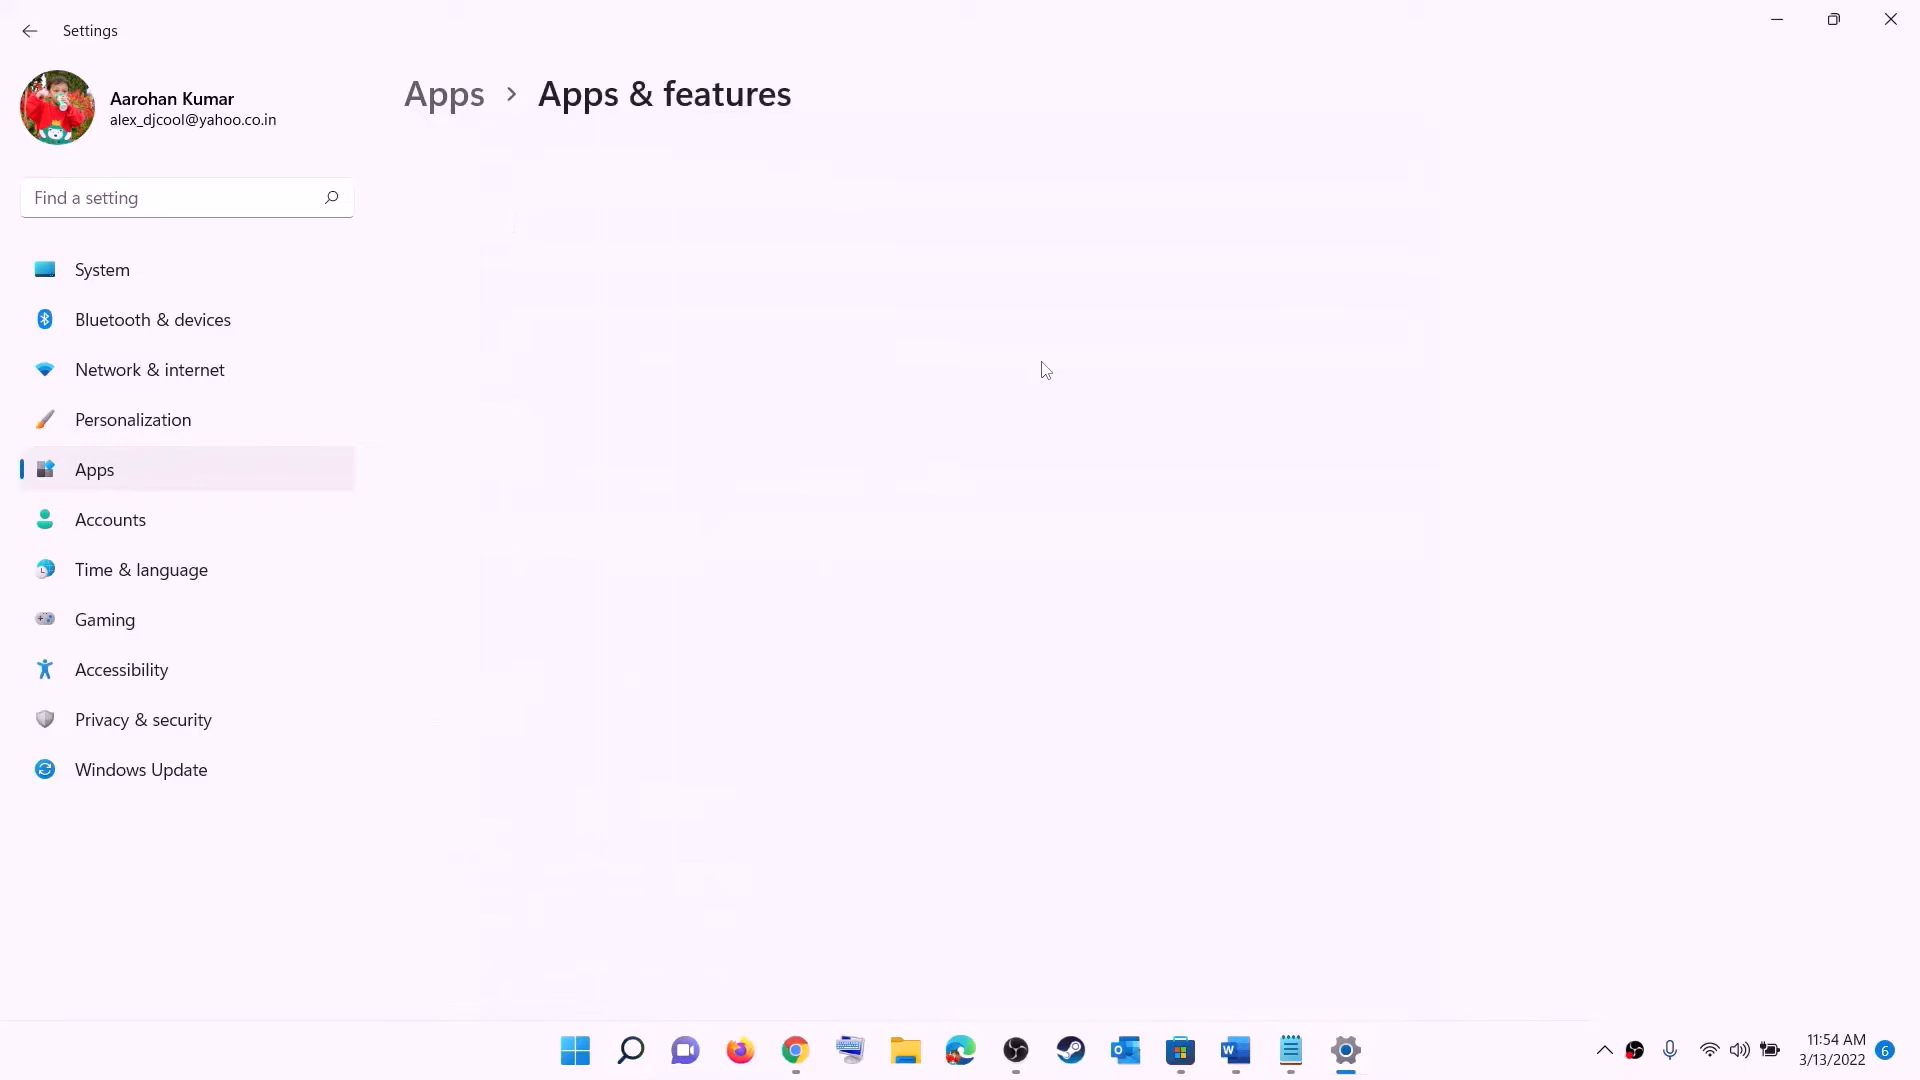 Settings
Aarohan Kumar
alex_djcool@yahoo.co.in
Apps > Apps & features
Find a setting
System
Bluetooth & devices
Network & internet
Personalization
Apps
Accounts
Time & language
Gaming
Accessibility
Privacy & security
Windows Update
11:54 AM
3/13/2022
6